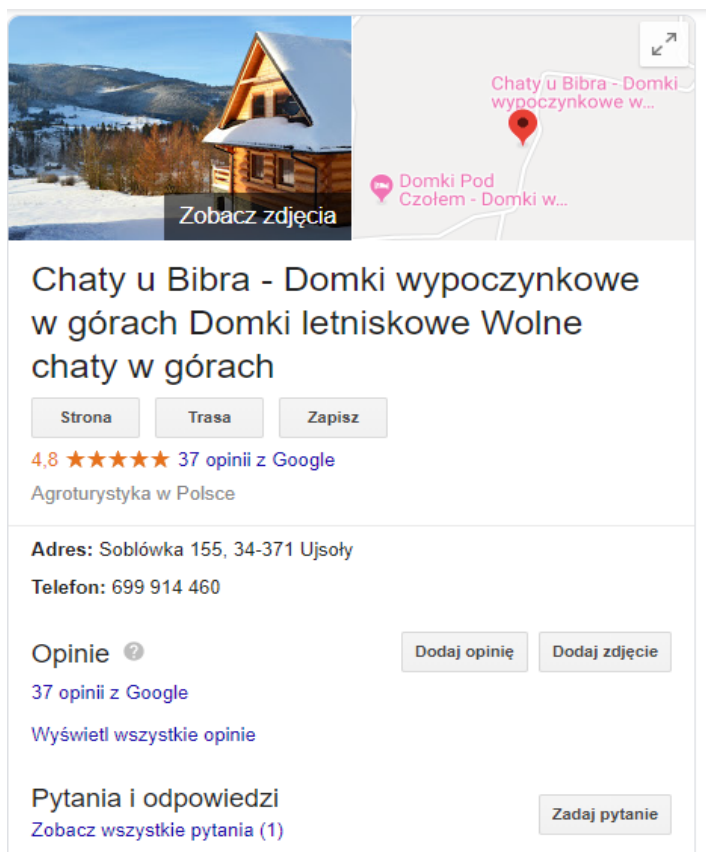 Chaty u Bibra - Domki
wypoczynkowe w...
Domki Pod
Czołem - Domki w...
Zobacz zdjęcia
Chaty u Bibra - Domki wypoczynkowe
w górach Domki letniskowe Wolne
chaty w górach
Strona Trasa Zapisz
4,8 ★★★★★ 37 opinii z Google
Agroturystyka w Polsce
Adres: Soblówka 155, 34-371 Ujsoły
Telefon: 699 914 460
Opinie ? Dodaj opinię Dodaj zdjęcie
37 opinii z Google
Wyświetl wszystkie opinie
Pytania i odpowiedzi
Zadaj pytanie
Zobacz wszystkie pytania (1)